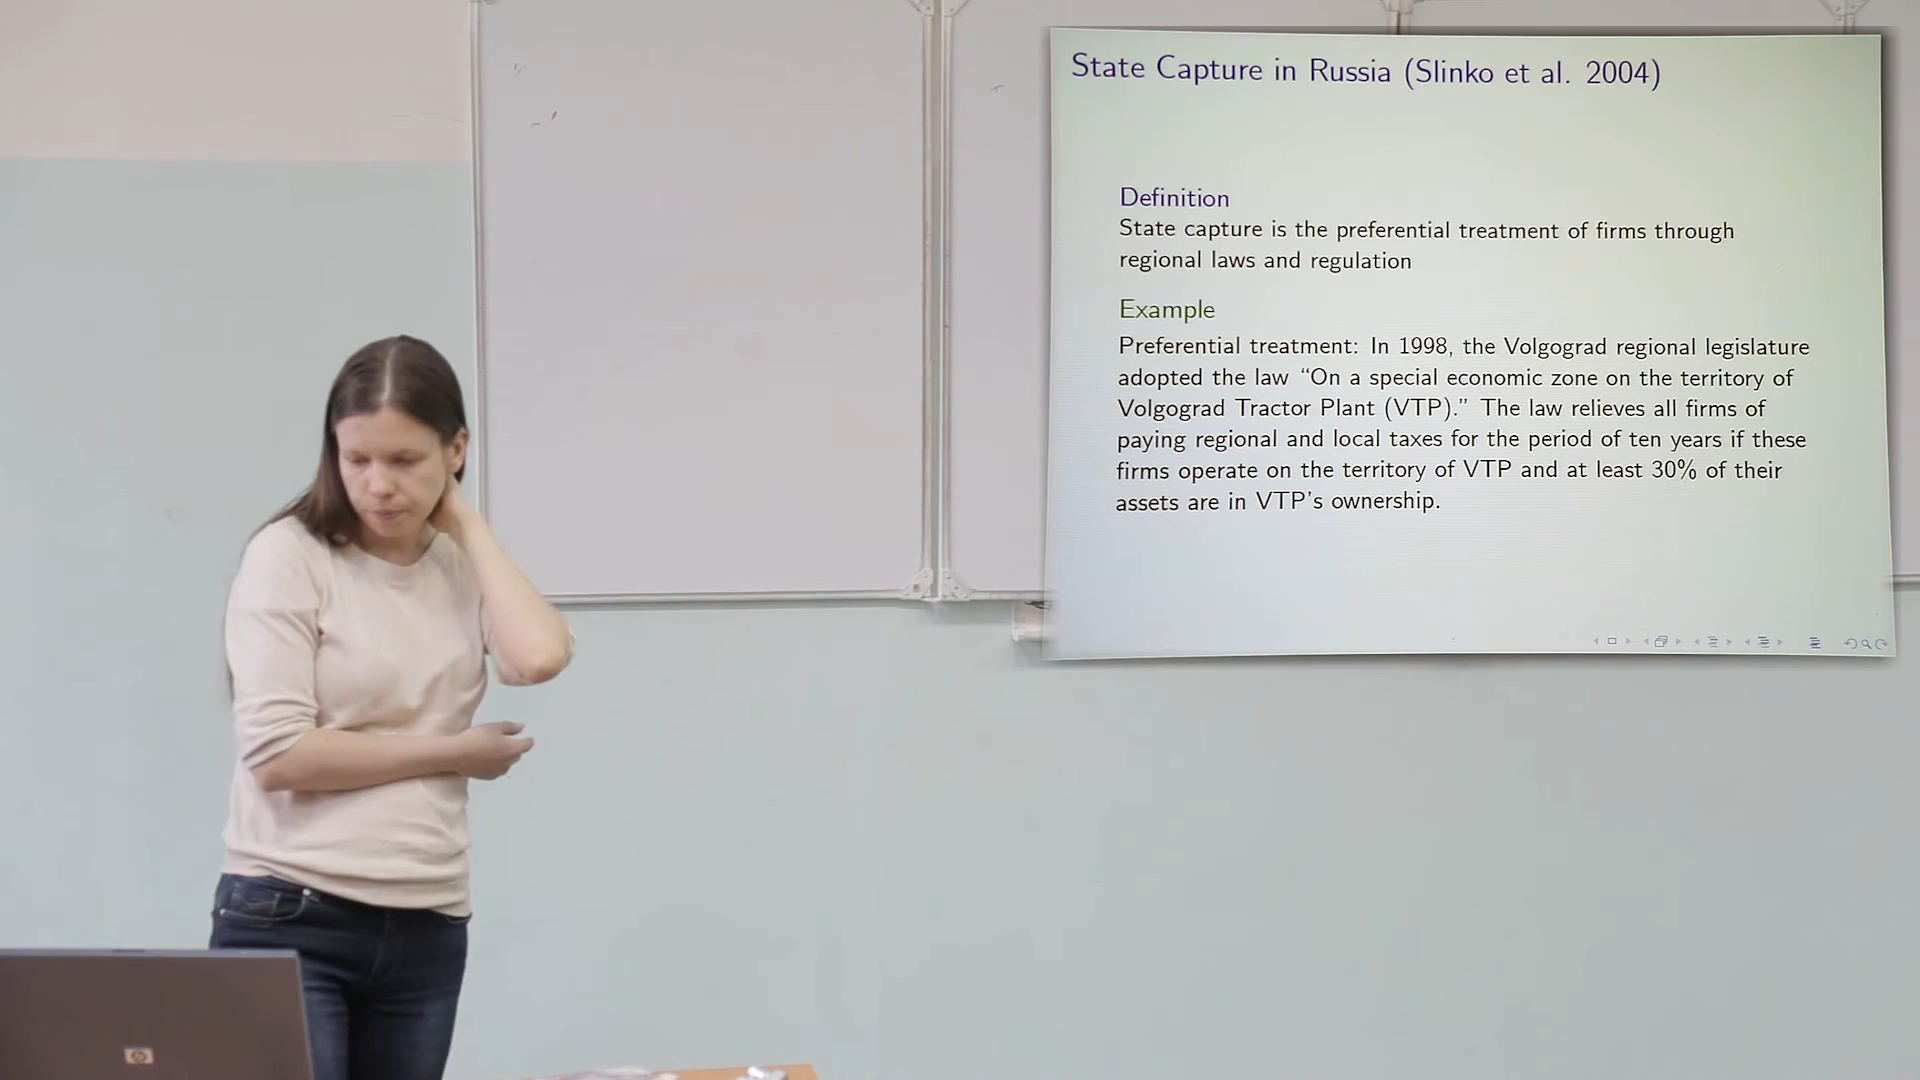 State Capture in Russia (Slinko et al. 2004)
Definition
State capture is the preferential treatment of firms through
regional laws and regulation
Example
Preferential treatment: In 1998, the Volgograd regional legislature
adopted the law “On a special economic zone on the territory of
Volgograd Tractor Plant (VTP).” The law relieves all firms of
paying regional and local taxes for the period of ten years if these
firms operate on the territory of VTP and at least 30% of their
assets are in VTP's ownership.
hp